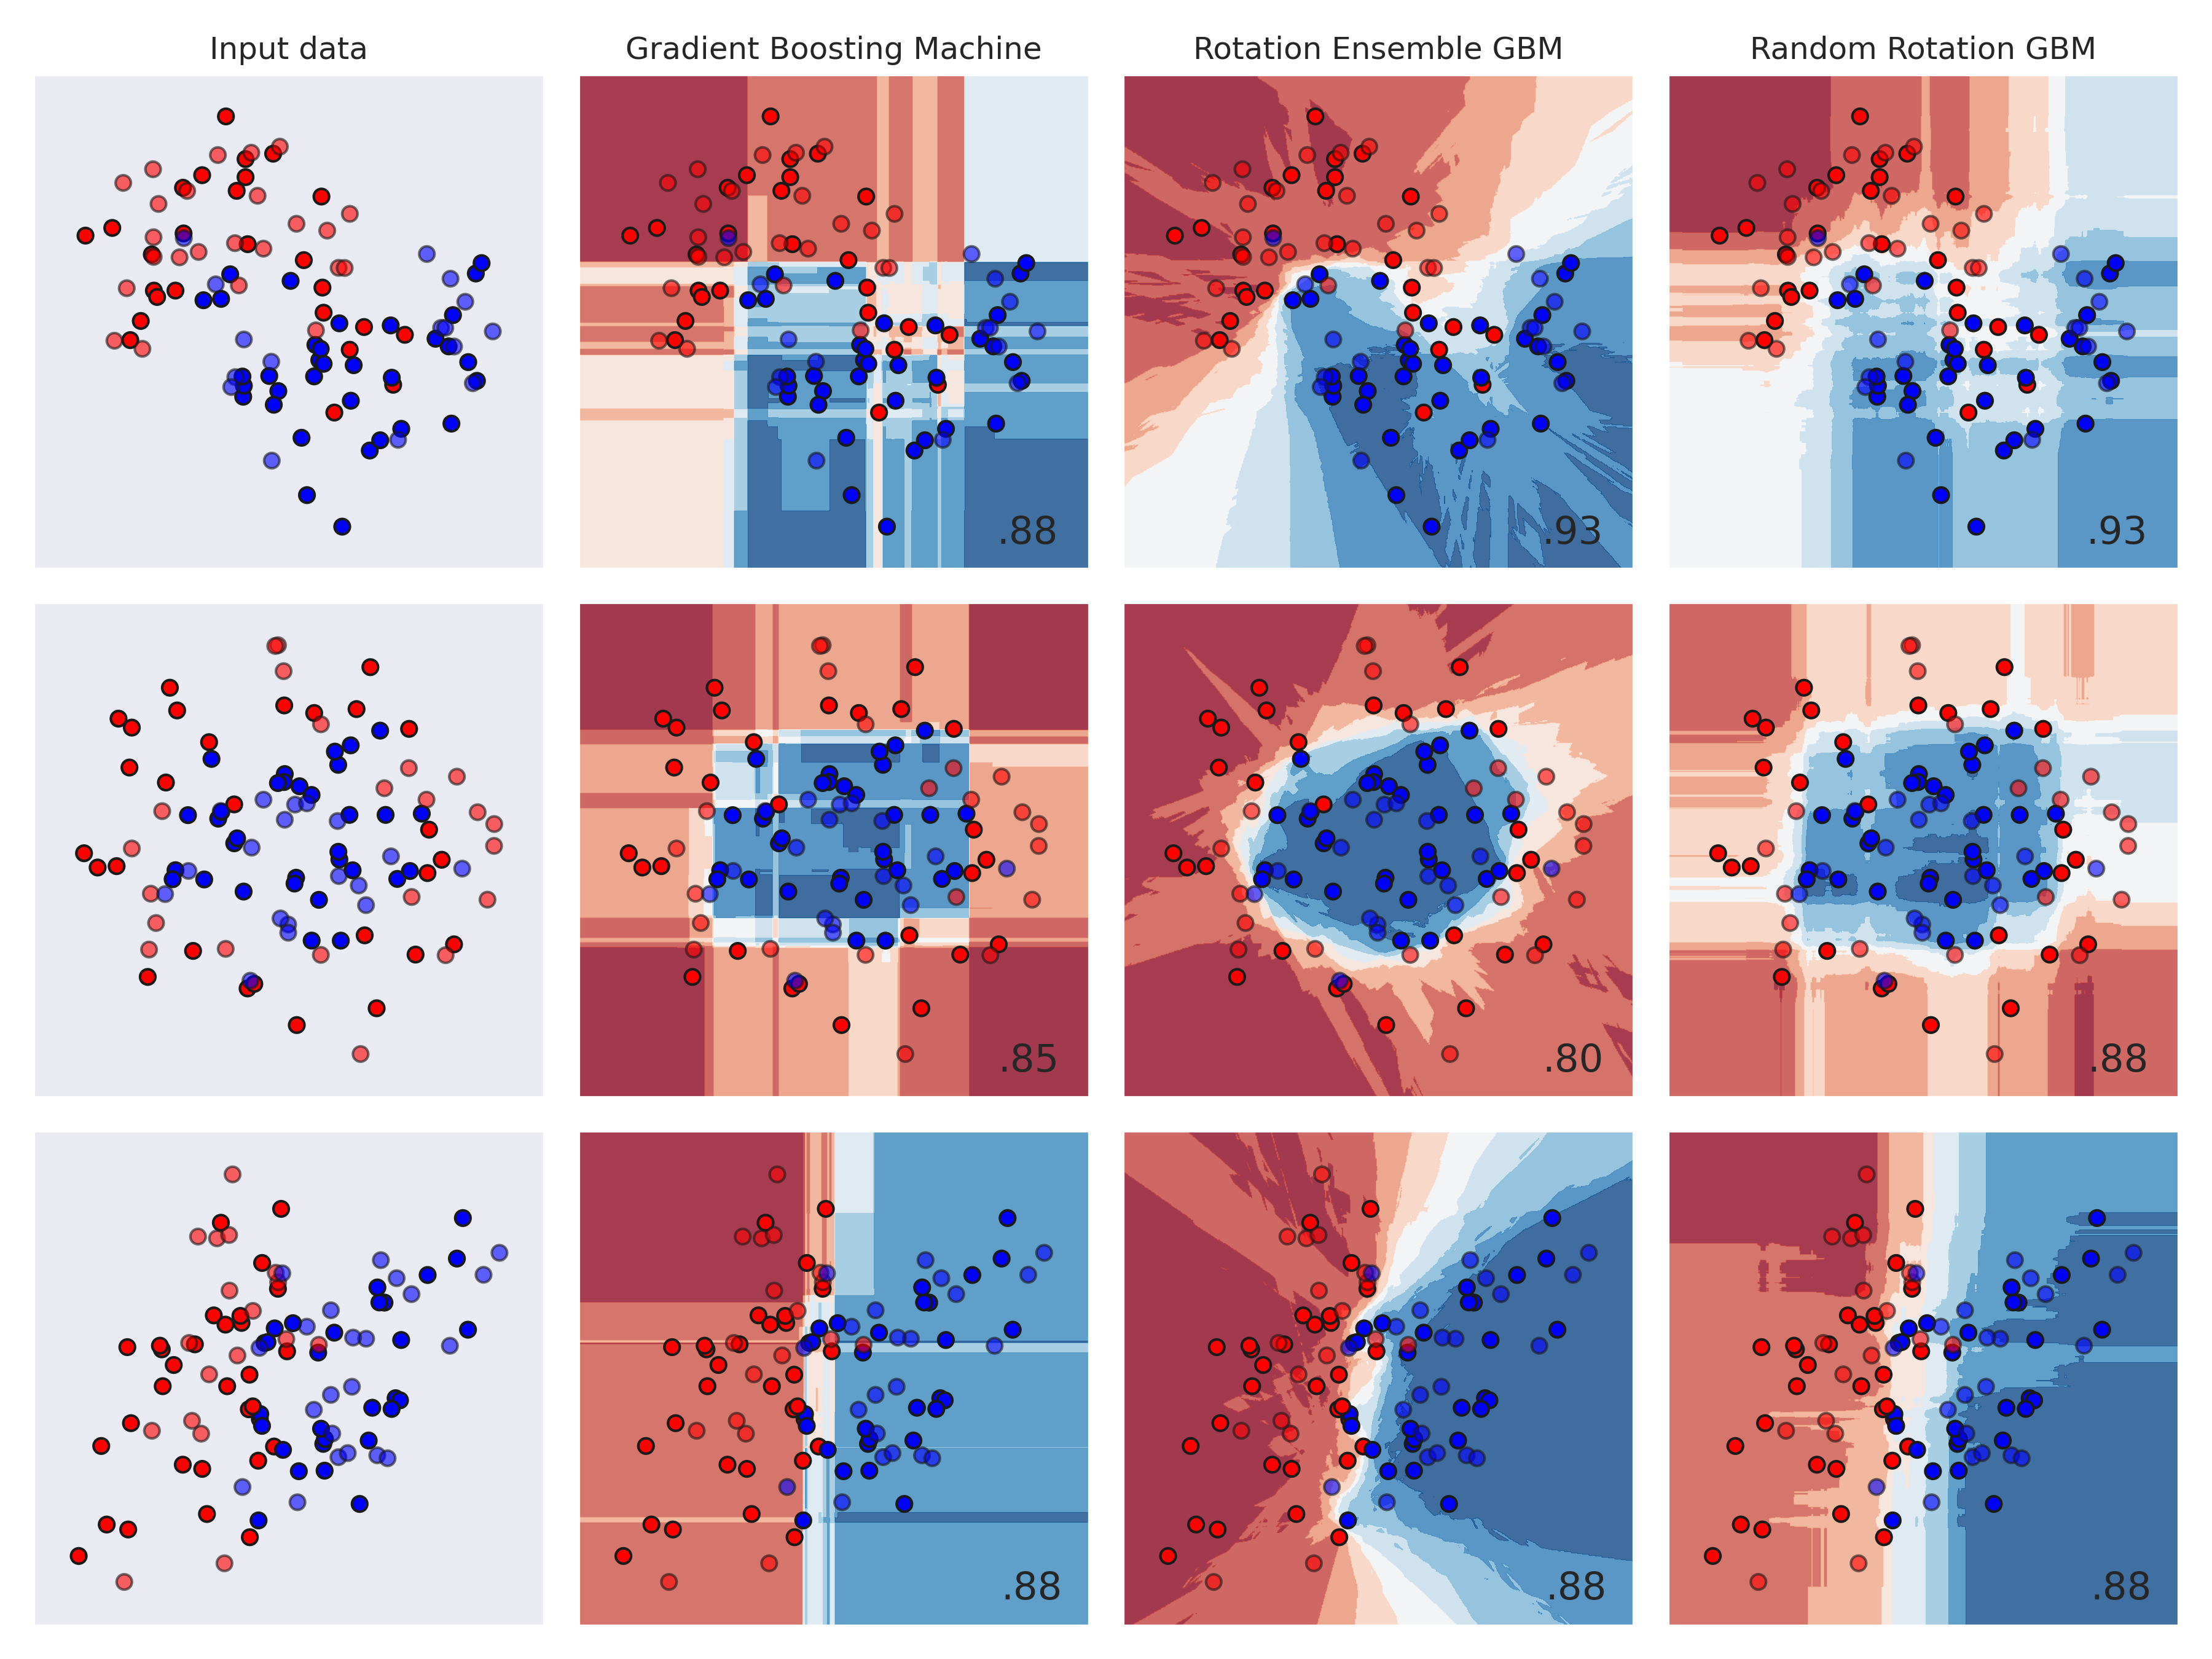 Input data
Gradient Boosting Machine
Rotation Ensemble GBM
Random Rotation GBM
.88
.93
.93
.85
.80
.88
.88
.88
.88